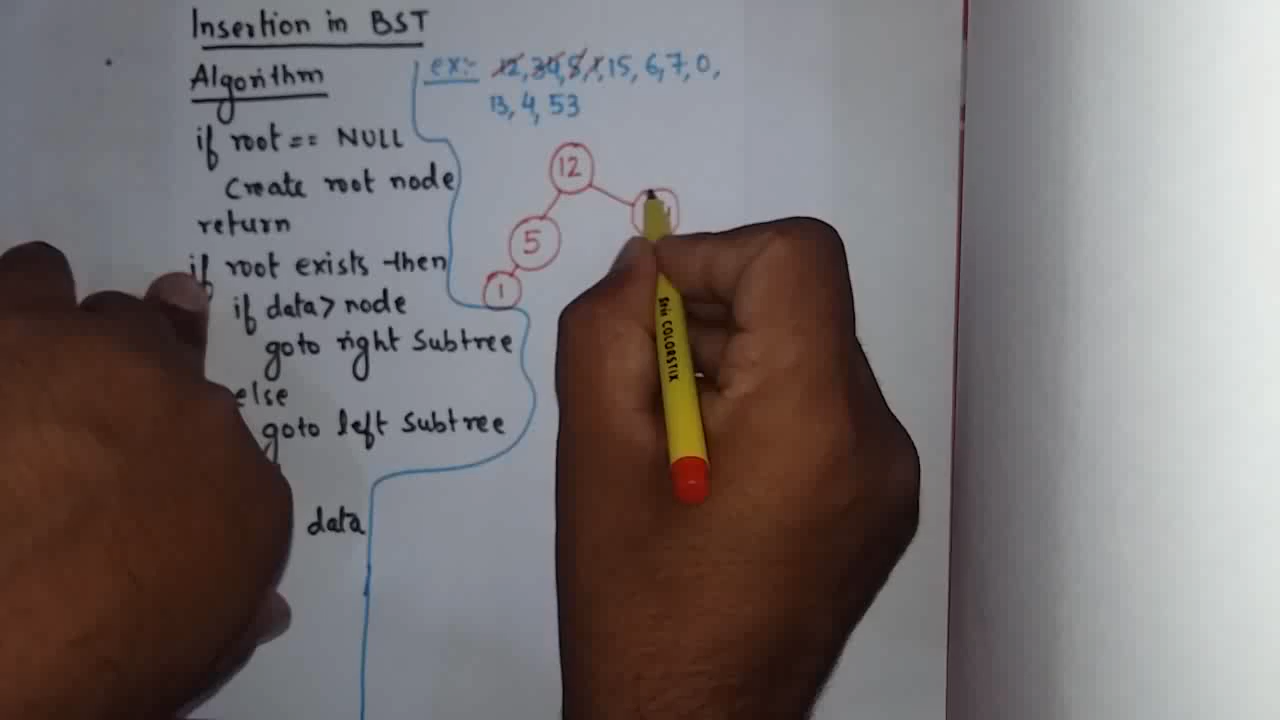 Insertion in BST
Algorithm
ex:- 12, 34, 5, 1, 15, 6, 7, 0,
13, 4, 53
if root == NULL
Create root node
return
if root exists then
if data > node
goto right subtree
else
goto left subtree
data
12
5
1
Sris COLORSTIX